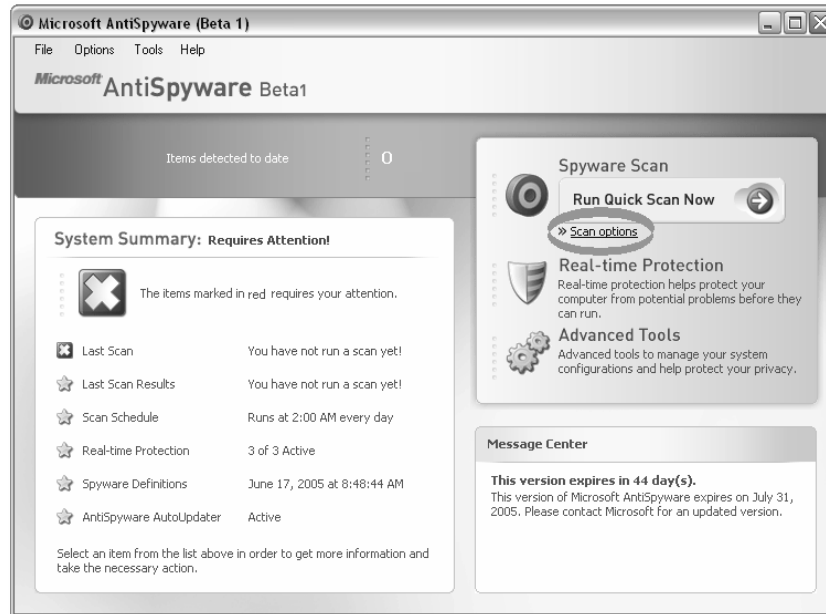 Microsoft AntiSpyware (Beta 1)
File Options Tools Help
Microsoft AntiSpyware Beta1
Items detected to date 0
System Summary: Requires Attention!
The items marked in red requires your attention.
Last Scan You have not run a scan yet!
Last Scan Results You have not run a scan yet!
Scan Schedule Runs at 2:00 AM every day
Real-time Protection 3 of 3 Active
Spyware Definitions June 17, 2005 at 8:48:44 AM
AntiSpyware AutoUpdater Active
Select an item from the list above in order to get more information and
take the necessary action.
Spyware Scan
Run Quick Scan Now
» Scan options
Real-time Protection
Real-time protection helps protect your
computer from potential problems before they
can run.
Advanced Tools
Advanced tools to manage your system
configurations and help protect your privacy.
Message Center
This version expires in 44 day(s).
This version of Microsoft AntiSpyware expires on July 31,
2005. Please contact Microsoft for an updated version.